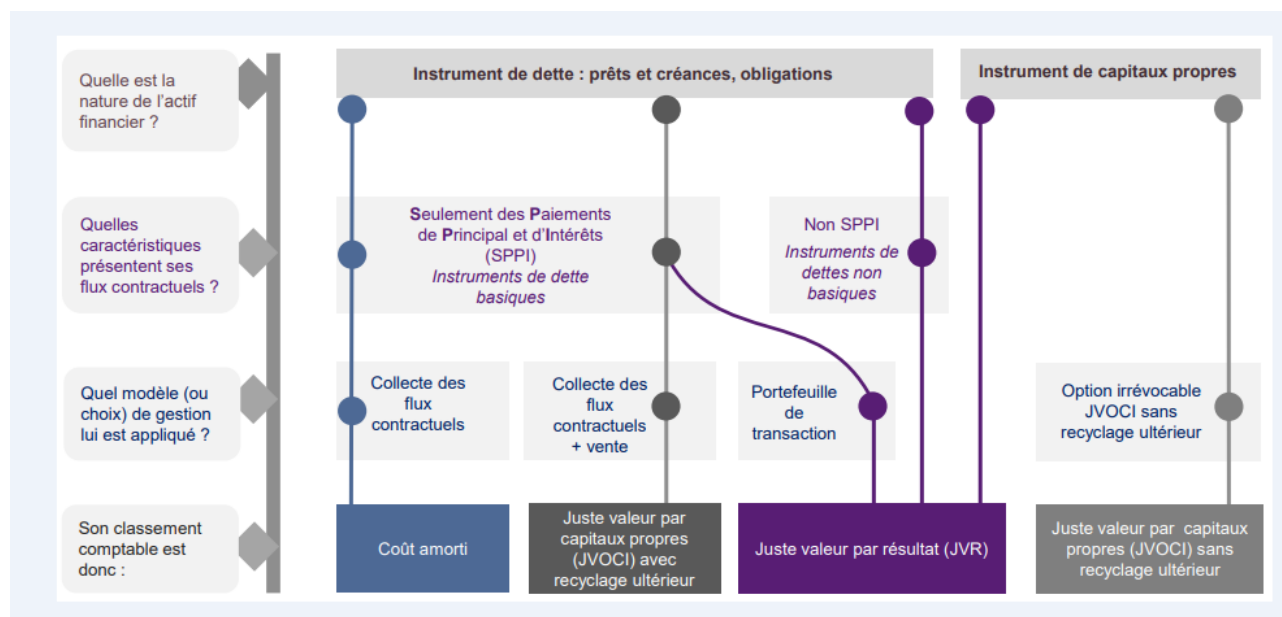 Quelle est la
nature de l'actif
financier ?
Instrument de dette : prêts et créances, obligations
Instrument de capitaux propres
Quelles
caractéristiques
présentent ses
flux contractuels ?
Seulement des Paiements
de Principal et d'Intérêts
(SPPI)
Instruments de dette
basiques
Non SPPI
Instruments de
dettes non
basiques
Quel modèle (ou
choix) de gestion
lui est appliqué ?
Collecte des
flux
contractuels
Collecte des
flux
contractuels
+ vente
Portefeuille
de
transaction
Option irrévocable
JVOCI sans
recyclage ultérieur
Son classement
comptable est
donc :
Coût amorti
Juste valeur par
capitaux propres
(JVOCI) avec
recyclage ultérieur
Juste valeur par résultat (JVR)
Juste valeur par capitaux
propres (JVOCI) sans
recyclage ultérieur